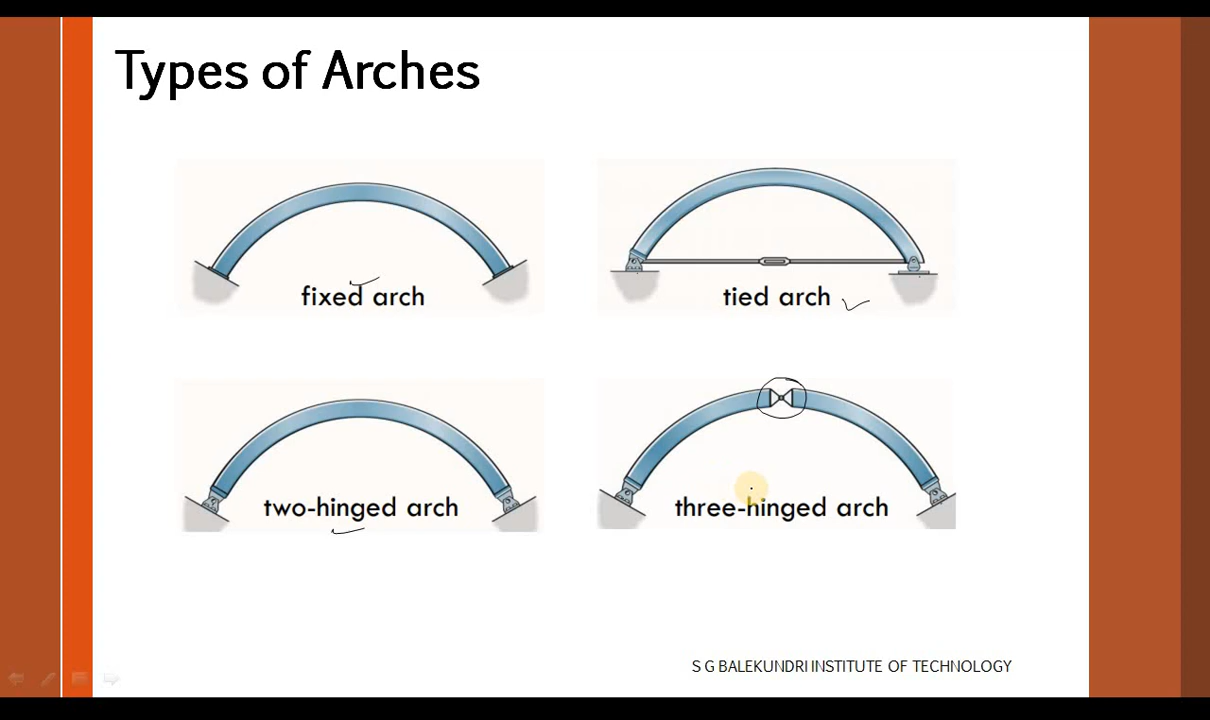 Types of Arches
fixed arch
tied arch
two-hinged arch
three-hinged arch
S G BALEKUNDRI INSTITUTE OF TECHNOLOGY